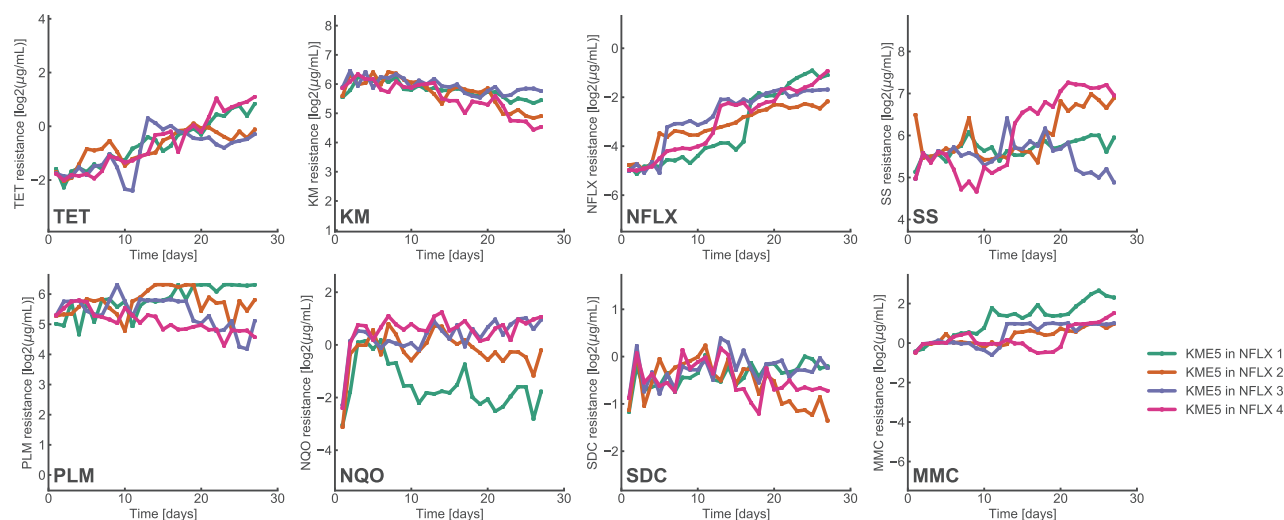 TET resistance [log2(μg/mL)]
4
2
0
−2
TET
0
10
20
30
Time [days]
KM resistance [log2(μg/mL)]
8
7
6
5
4
3
2
1
KM
0
10
20
30
Time [days]
NFLX resistance [log2(μg/mL)]
0
−2
−4
−6
NFLX
0
10
20
30
Time [days]
SS resistance [log2(μg/mL)]
8
7
6
5
4
SS
0
10
20
30
Time [days]
PLM resistance [log2(μg/mL)]
6
5
4
3
2
1
0
PLM
0
10
20
30
Time [days]
NQO resistance [log2(μg/mL)]
2
0
−2
−4
NQO
0
10
20
30
Time [days]
SDC resistance [log2(μg/mL)]
1
0
−1
−2
SDC
0
10
20
30
Time [days]
MMC resistance [log2(μg/mL)]
2
0
−2
−4
−6
MMC
0
10
20
30
Time [days]
KME5 in NFLX 1
KME5 in NFLX 2
KME5 in NFLX 3
KME5 in NFLX 4